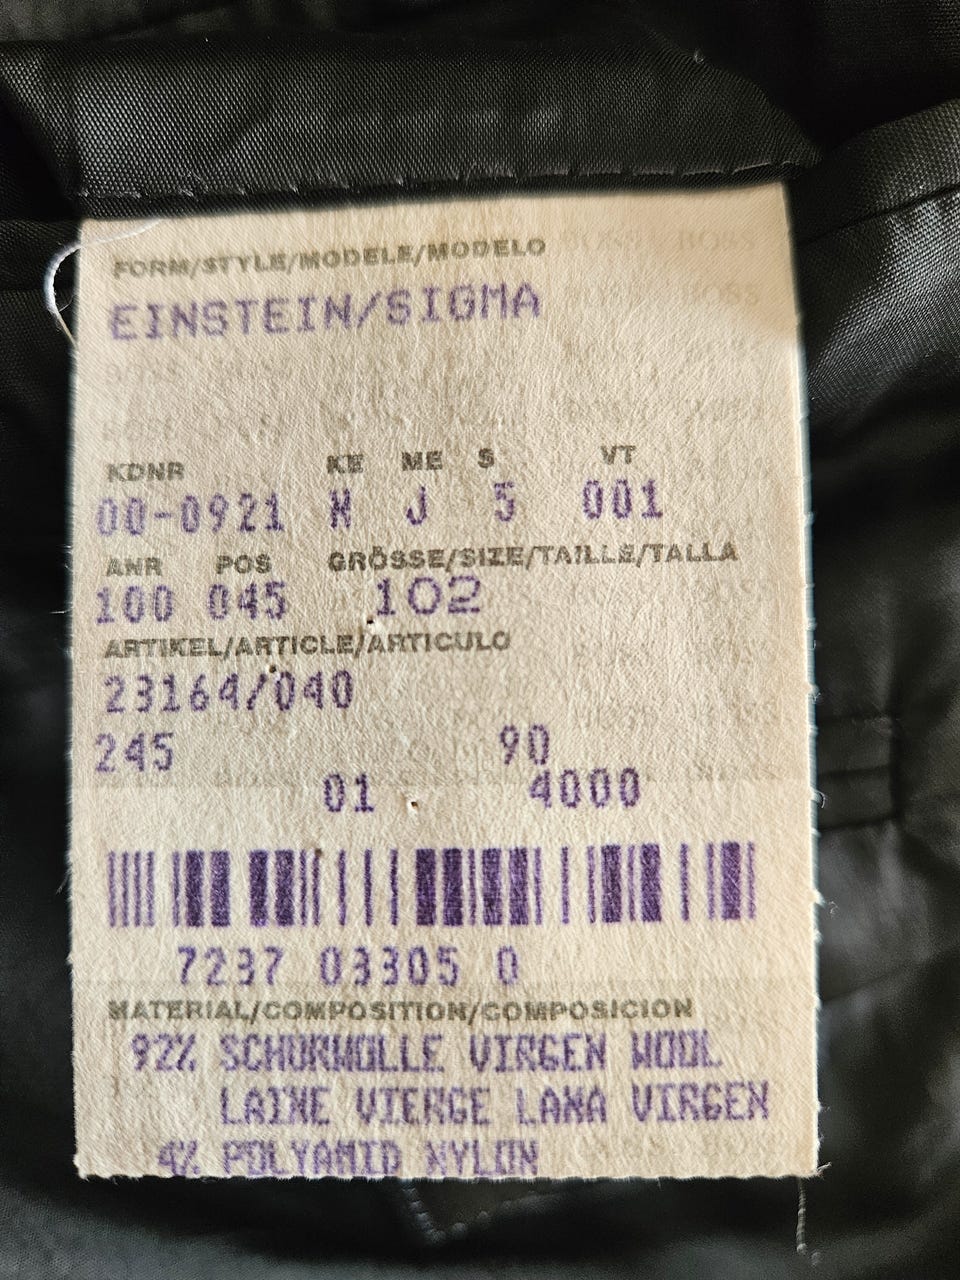 FORM/STYLE/MODELE/MODELO
EINSTEIN/SIGMA
KDNR KE ME S VT
00-0921 N J 5 001
ANR POS GRÖSSE/SIZE/TAILLE/TALLA
100 045 102
ARTIKEL/ARTICLE/ARTICULO
23164/040
245 90
01 4000
7237 03305 0
MATERIAL/COMPOSITION/COMPOSICION
92% SCHURWOLLE VIRGEN WOOL
LAINE VIERGE LANA VIRGEN
4% POLYAMID NYLON